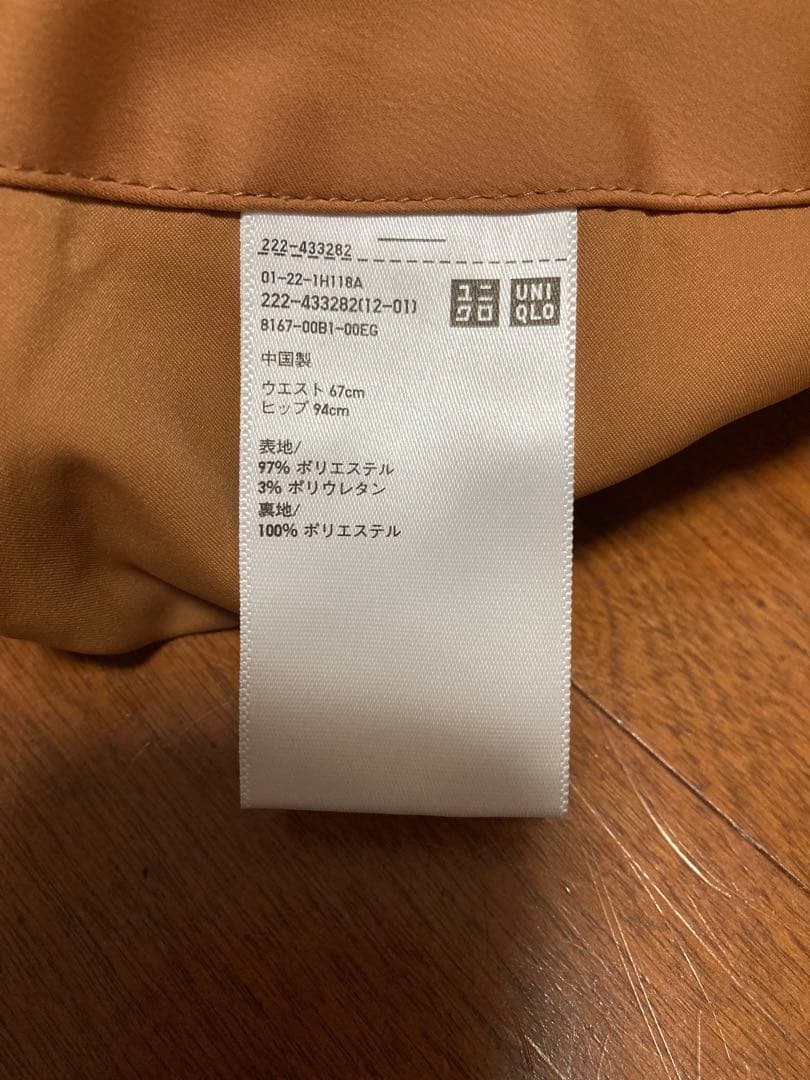 222-433282
01-22-1H118A
222-433282(12-01)
8167-00B1-00EG
ユニ
クロ
UNI
QLO
中国製
ウエスト 67cm
ヒップ 94cm
表地/
97% ポリエステル
3% ポリウレタン
裏地/
100% ポリエステル